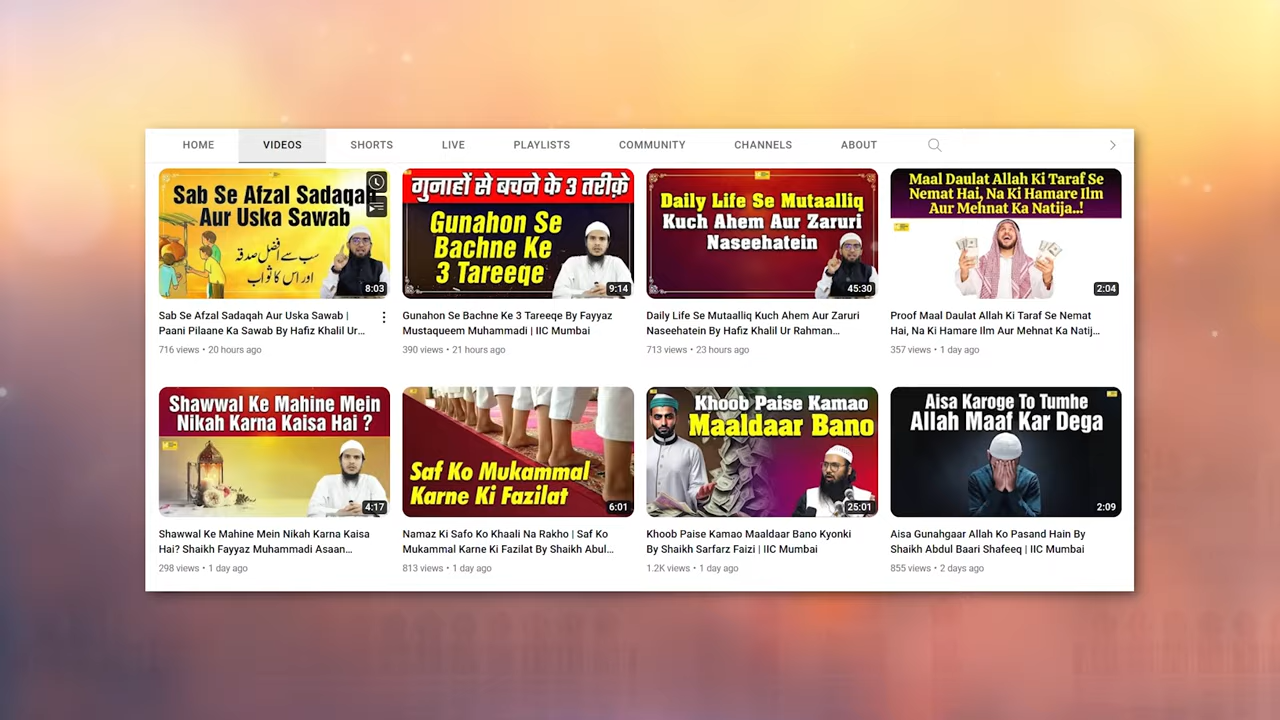 HOME VIDEOS SHORTS LIVE PLAYLISTS COMMUNITY CHANNELS ABOUT
Sab Se Afzal Sadaqah
Aur Uska Sawab
سب سے افضل صدقہ
اور اس کا ثواب
8:03
गुनाहों से बचने के 3 तरीक़े
Gunahon Se
Bachne Ke
3 Tareeqe
9:14
Daily Life Se Mutaalliq
Kuch Ahem Aur Zaruri
Naseehatein
45:30
Maal Daulat Allah Ki Taraf Se
Nemat Hai, Na Ki Hamare Ilm
Aur Mehnat Ka Natija..!
2:04
Sab Se Afzal Sadaqah Aur Uska Sawab |
Paani Pilaane Ka Sawab By Hafiz Khalil Ur...
716 views • 20 hours ago
Gunahon Se Bachne Ke 3 Tareeqe By Fayyaz
Mustaqueem Muhammadi | IIC Mumbai
390 views • 21 hours ago
Daily Life Se Mutaalliq Kuch Ahem Aur Zaruri
Naseehatein By Hafiz Khalil Ur Rahman...
713 views • 23 hours ago
Proof Maal Daulat Allah Ki Taraf Se Nemat
Hai, Na Ki Hamare Ilm Aur Mehnat Ka Natij...
357 views • 1 day ago
Shawwal Ke Mahine Mein
Nikah Karna Kaisa Hai ?
4:17
Saf Ko Mukammal
Karne Ki Fazilat
6:01
Khoob Paise Kamao
Maaldaar Bano
25:01
Aisa Karoge To Tumhe
Allah Maaf Kar Dega
2:09
Shawwal Ke Mahine Mein Nikah Karna Kaisa
Hai? Shaikh Fayyaz Muhammadi Asaan...
298 views • 1 day ago
Namaz Ki Safo Ko Khaali Na Rakho | Saf Ko
Mukammal Karne Ki Fazilat By Shaikh Abul...
813 views • 1 day ago
Khoob Paise Kamao Maaldaar Bano Kyonki
By Shaikh Sarfarz Faizi | IIC Mumbai
1.2K views • 1 day ago
Aisa Gunahgaar Allah Ko Pasand Hain By
Shaikh Abdul Baari Shafeeq | IIC Mumbai
855 views • 2 days ago